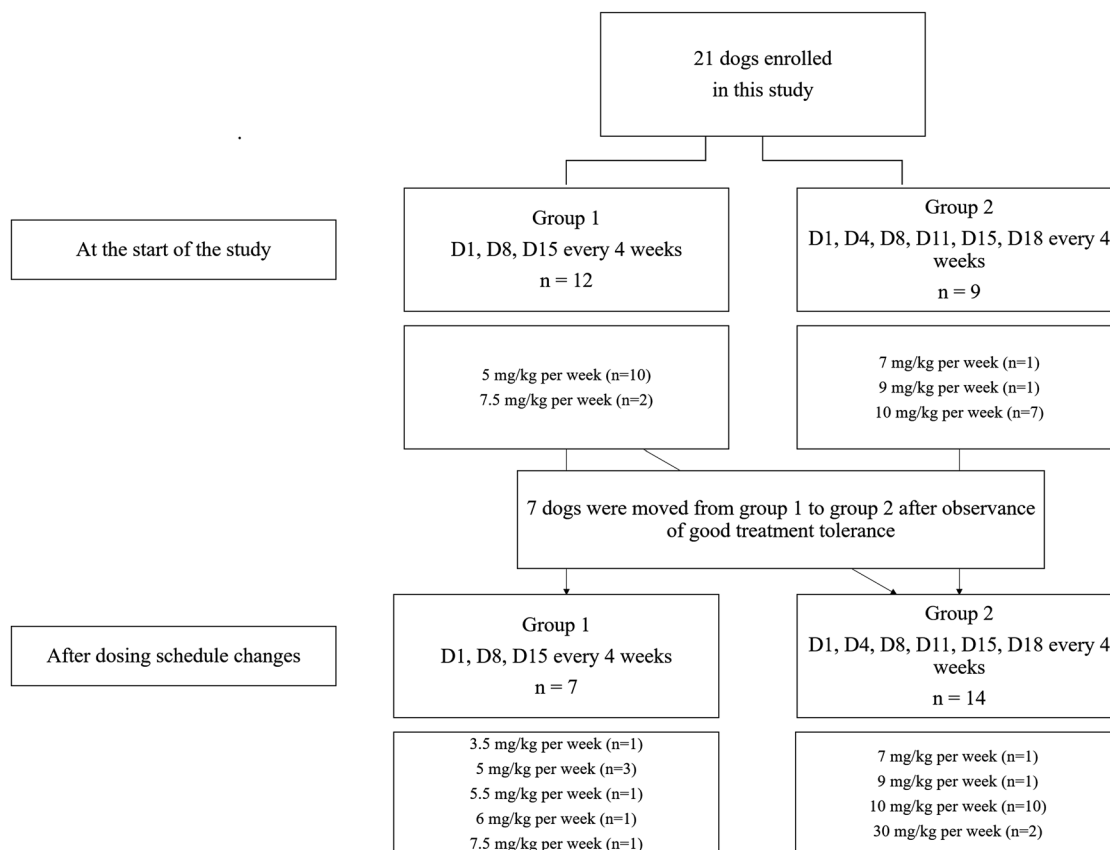 21 dogs enrolled
in this study
At the start of the study
Group 1
D1, D8, D15 every 4 weeks
n = 12
Group 2
D1, D4, D8, D11, D15, D18 every 4
weeks
n = 9
5 mg/kg per week (n=10)
7.5 mg/kg per week (n=2)
7 mg/kg per week (n=1)
9 mg/kg per week (n=1)
10 mg/kg per week (n=7)
7 dogs were moved from group 1 to group 2 after observance
of good treatment tolerance
After dosing schedule changes
Group 1
D1, D8, D15 every 4 weeks
n = 7
Group 2
D1, D4, D8, D11, D15, D18 every 4
weeks
n = 14
3.5 mg/kg per week (n=1)
5 mg/kg per week (n=3)
5.5 mg/kg per week (n=1)
6 mg/kg per week (n=1)
7.5 mg/kg per week (n=1)
7 mg/kg per week (n=1)
9 mg/kg per week (n=1)
10 mg/kg per week (n=10)
30 mg/kg per week (n=2)